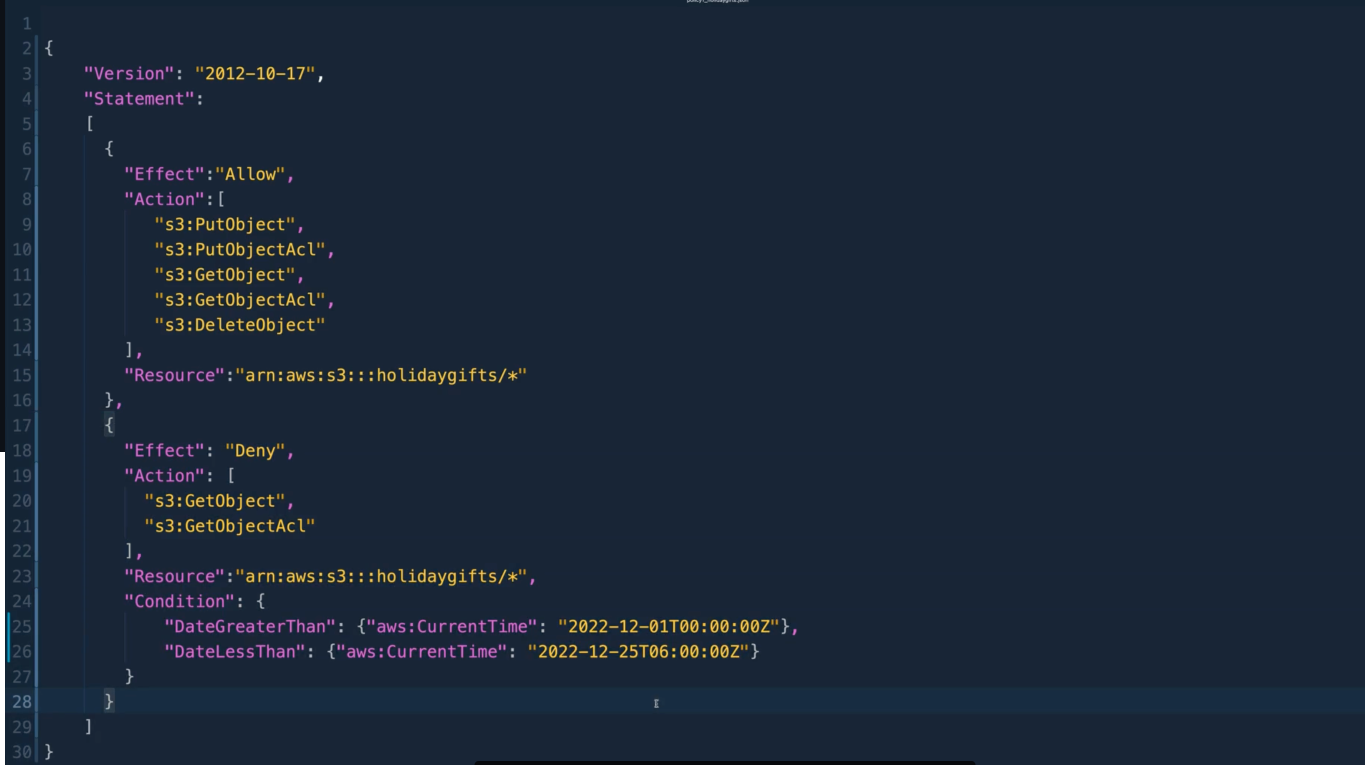 policy1_holidaygifts.json
1
2 {
3 "Version": "2012-10-17",
4 "Statement":
5 [
6 {
7 "Effect":"Allow",
8 "Action":[
9 "s3:PutObject",
10 "s3:PutObjectAcl",
11 "s3:GetObject",
12 "s3:GetObjectAcl",
13 "s3:DeleteObject"
14 ],
15 "Resource":"arn:aws:s3:::holidaygifts/*"
16 },
17 {
18 "Effect": "Deny",
19 "Action": [
20 "s3:GetObject",
21 "s3:GetObjectAcl"
22 ],
23 "Resource":"arn:aws:s3:::holidaygifts/*",
24 "Condition": {
25 "DateGreaterThan": {"aws:CurrentTime": "2022-12-01T00:00:00Z"},
26 "DateLessThan": {"aws:CurrentTime": "2022-12-25T06:00:00Z"}
27 }
28 }
29 ]
30 }